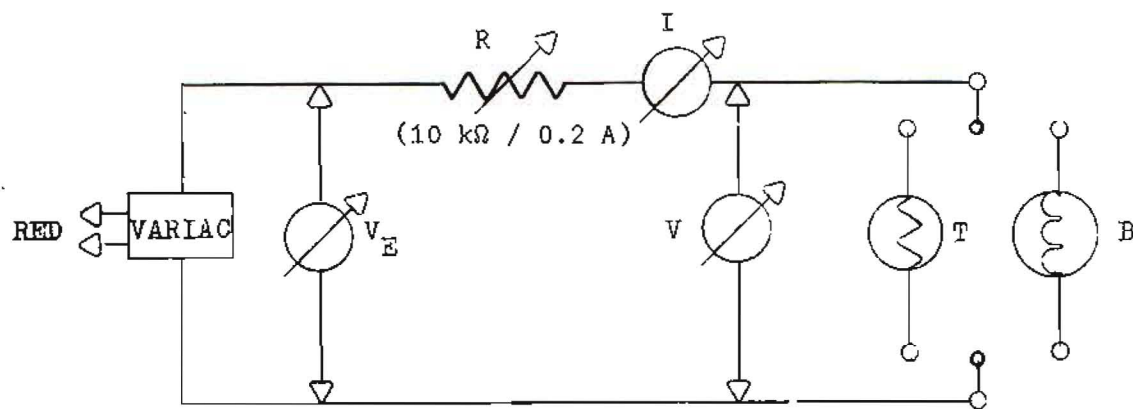 R
I
(10 kΩ / 0.2 A)
RED
VARIAC
V_E
V
T
B